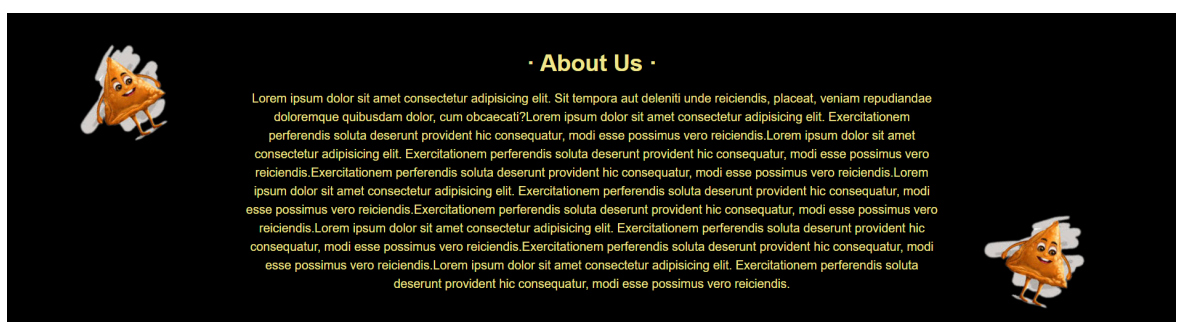 · About Us ·
Lorem ipsum dolor sit amet consectetur adipisicing elit. Sit tempora aut deleniti unde reiciendis, placeat, veniam repudiandae
doloremque quibusdam dolor, cum obcaecati?Lorem ipsum dolor sit amet consectetur adipisicing elit. Exercitationem
perferendis soluta deserunt provident hic consequatur, modi esse possimus vero reiciendis.Lorem ipsum dolor sit amet
consectetur adipisicing elit. Exercitationem perferendis soluta deserunt provident hic consequatur, modi esse possimus vero
reiciendis.Exercitationem perferendis soluta deserunt provident hic consequatur, modi esse possimus vero reiciendis.Lorem
ipsum dolor sit amet consectetur adipisicing elit. Exercitationem perferendis soluta deserunt provident hic consequatur, modi
esse possimus vero reiciendis.Exercitationem perferendis soluta deserunt provident hic consequatur, modi esse possimus vero
reiciendis.Lorem ipsum dolor sit amet consectetur adipisicing elit. Exercitationem perferendis soluta deserunt provident hic
consequatur, modi esse possimus vero reiciendis.Exercitationem perferendis soluta deserunt provident hic consequatur, modi
esse possimus vero reiciendis.Lorem ipsum dolor sit amet consectetur adipisicing elit. Exercitationem perferendis soluta
deserunt provident hic consequatur, modi esse possimus vero reiciendis.